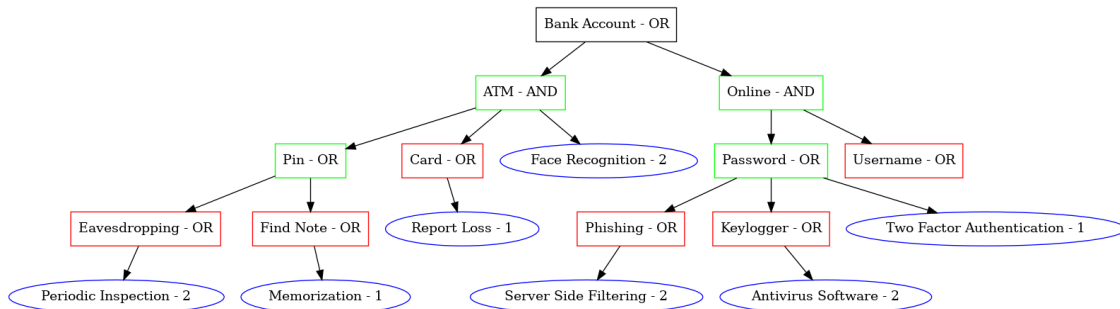 Bank Account - OR
ATM - AND
Online - AND
Pin - OR
Card - OR
Face Recognition - 2
Password - OR
Username - OR
Eavesdropping - OR
Find Note - OR
Report Loss - 1
Phishing - OR
Keylogger - OR
Two Factor Authentication - 1
Periodic Inspection - 2
Memorization - 1
Server Side Filtering - 2
Antivirus Software - 2